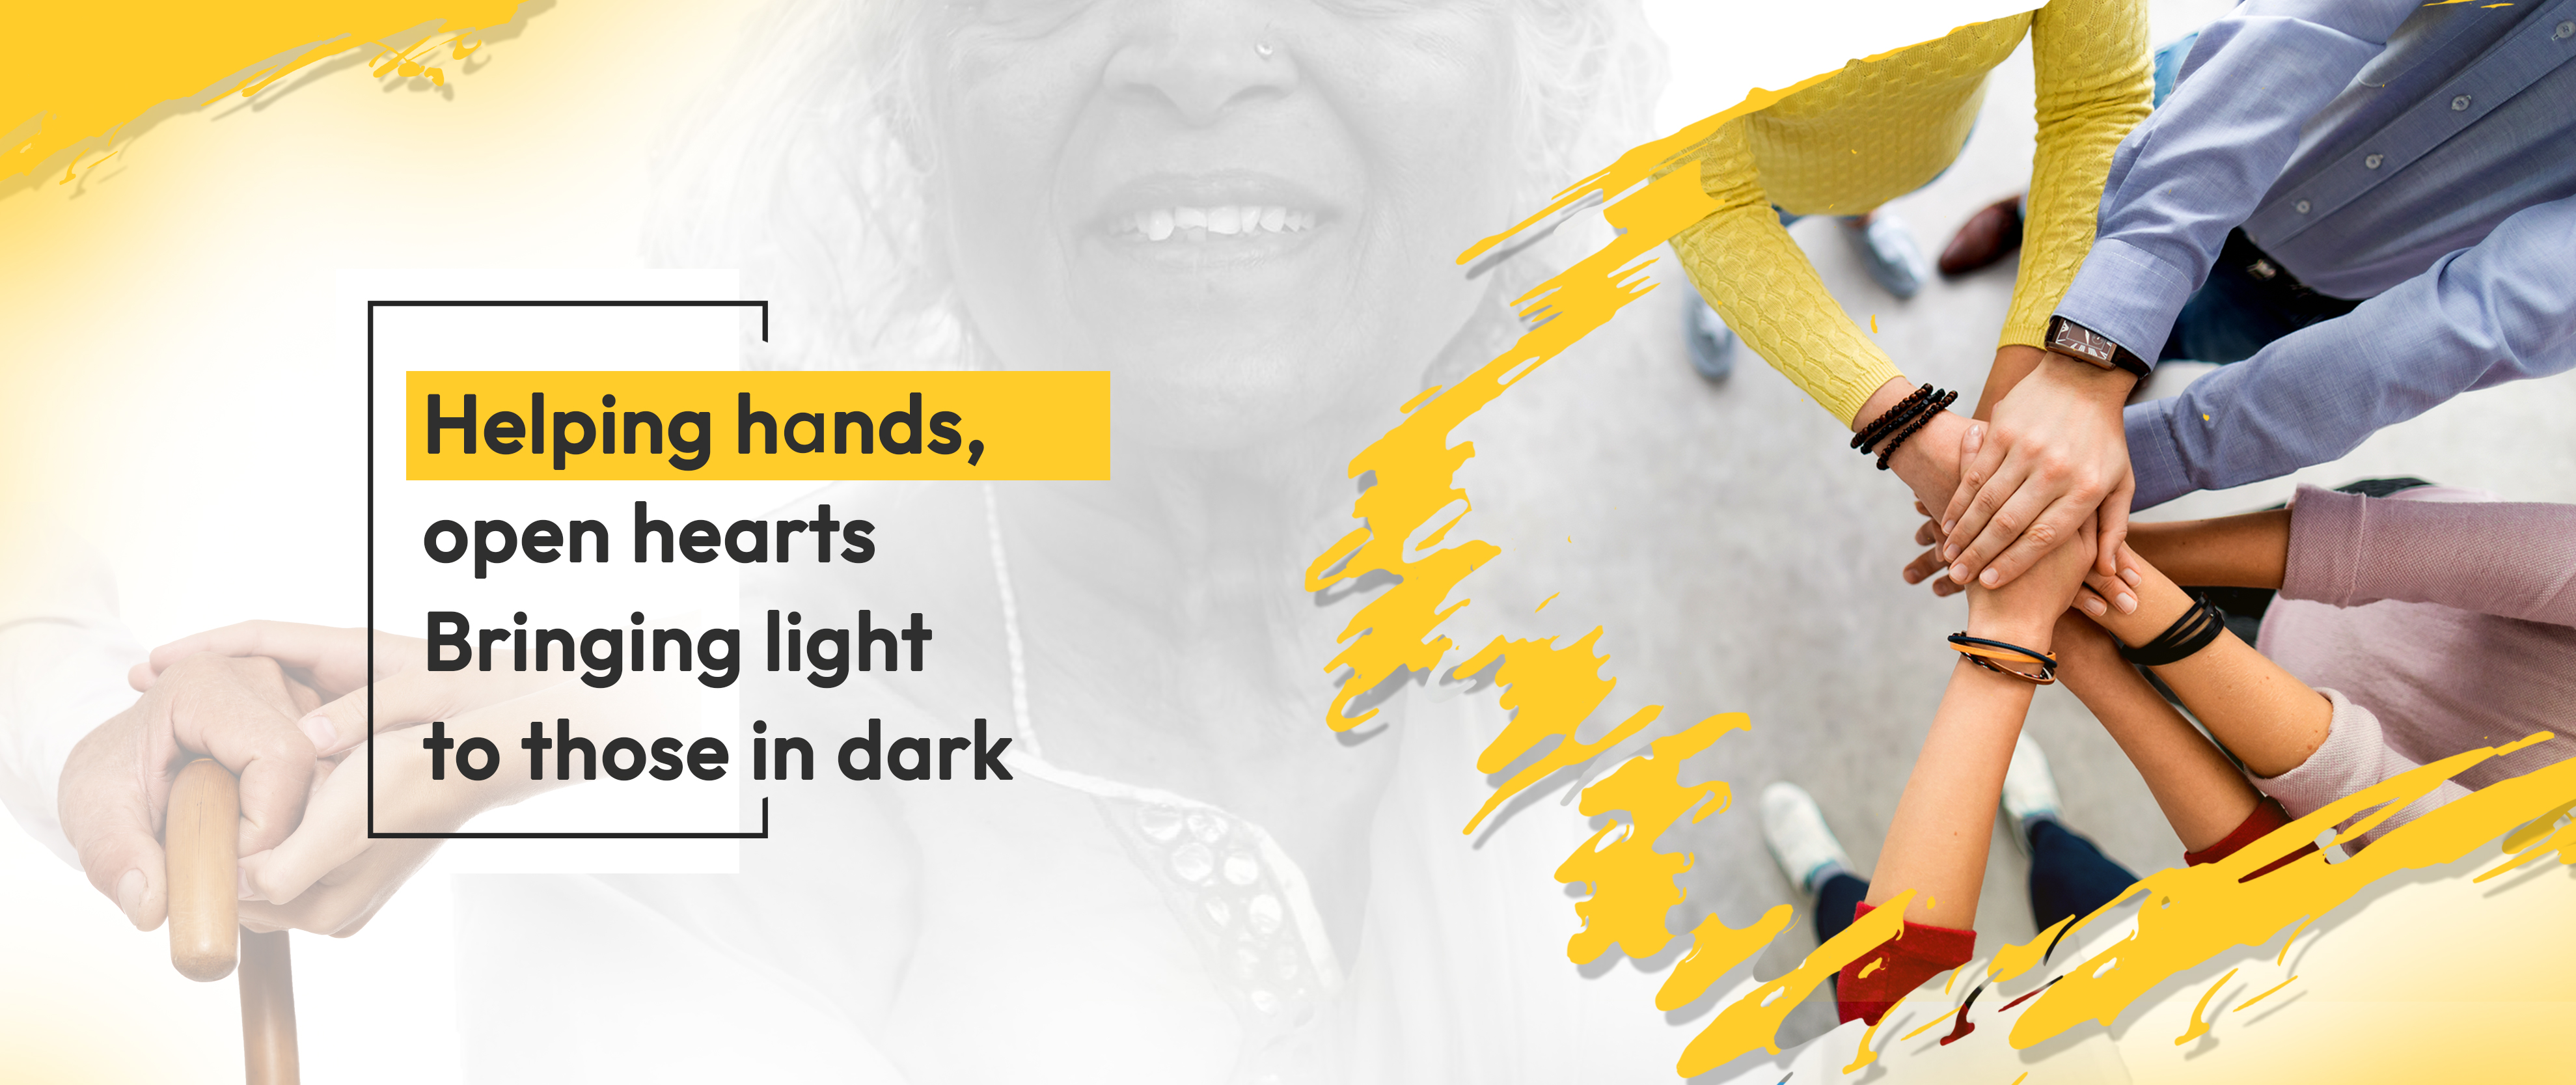 Helping hands,
open hearts
Bringing light
to those in dark